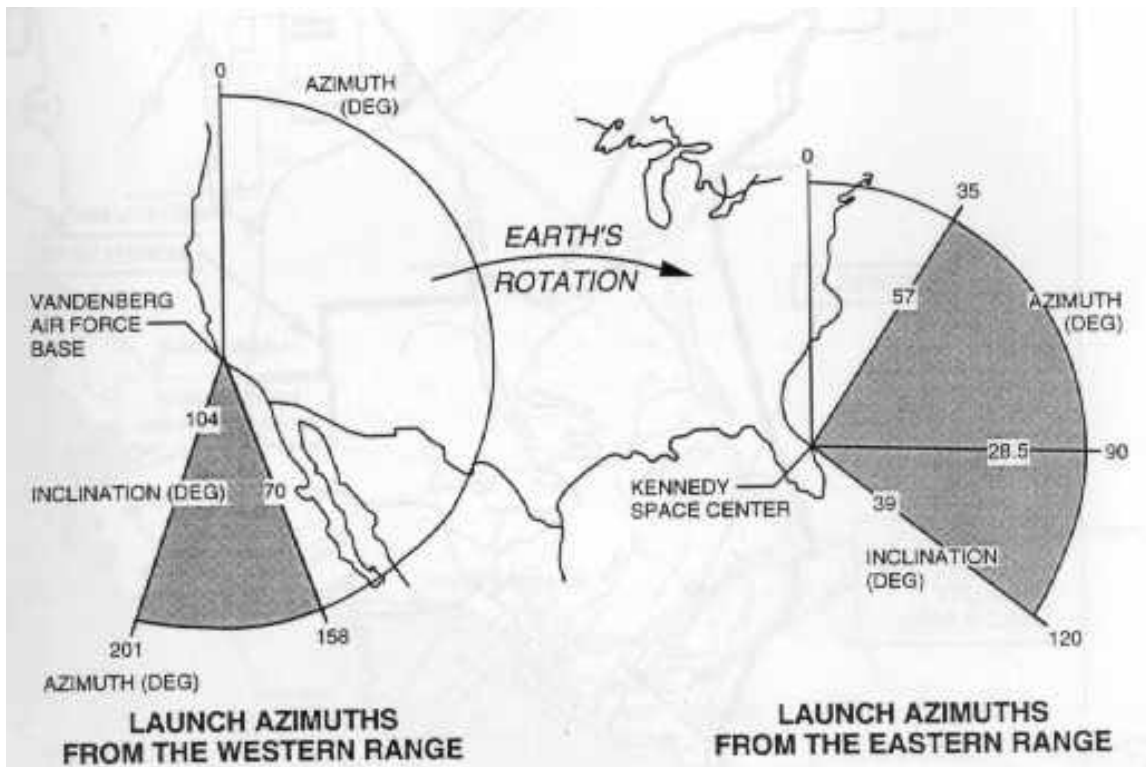 0
AZIMUTH
(DEG)
VANDENBERG
AIR FORCE
BASE
104
INCLINATION (DEG)
70
201
158
AZIMUTH (DEG)
LAUNCH AZIMUTHS
FROM THE WESTERN RANGE
EARTH'S
ROTATION
0
35
57
AZIMUTH
(DEG)
28.5
90
KENNEDY
SPACE CENTER
39
INCLINATION
(DEG)
120
LAUNCH AZIMUTHS
FROM THE EASTERN RANGE